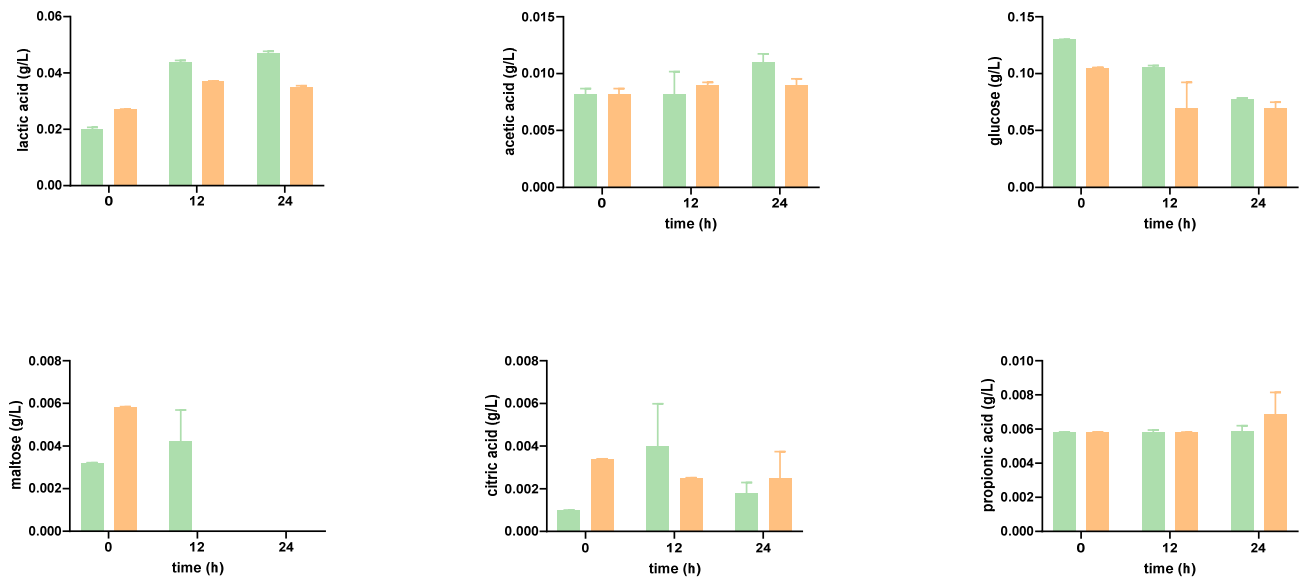 0.06
0.04
0.02
0.00
lactic acid (g/L)
0 12 24
0.015
0.010
0.005
0.000
acetic acid (g/L)
0 12 24
time (h)
0.15
0.10
0.05
0.00
glucose (g/L)
0 12 24
time (h)
0.008
0.006
0.004
0.002
0.000
maltose (g/L)
0 12 24
time (h)
0.008
0.006
0.004
0.002
0.000
citric acid (g/L)
0 12 24
time (h)
0.010
0.008
0.006
0.004
0.002
0.000
propionic acid (g/L)
0 12 24
time (h)